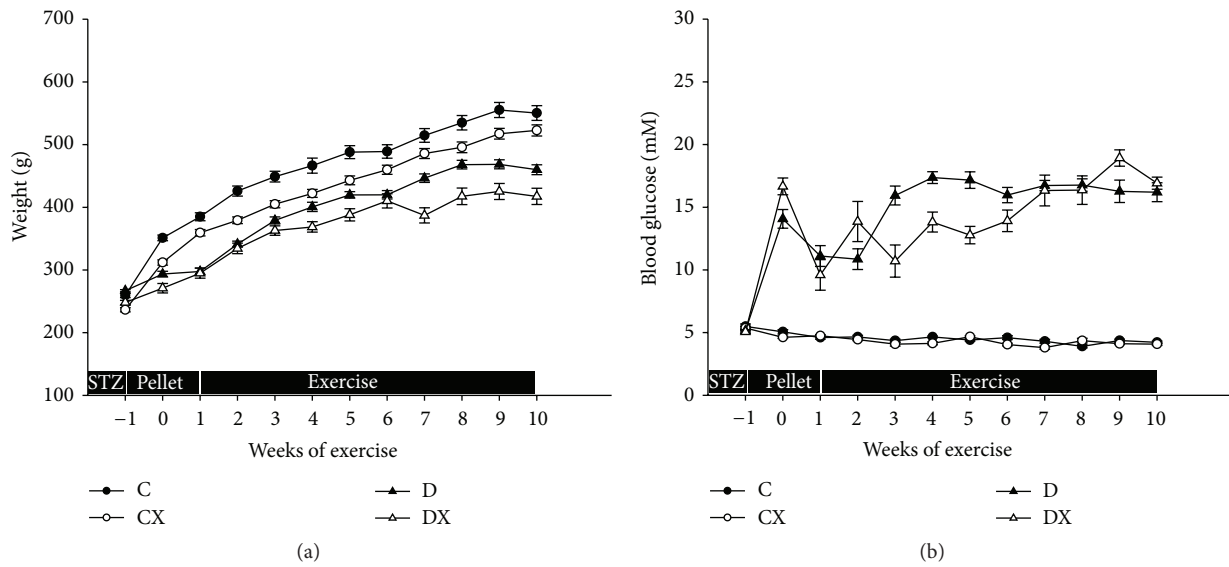 700
600
500
400
300
200
100
Weight (g)
STZ Pellet Exercise
−1 0 1 2 3 4 5 6 7 8 9 10
Weeks of exercise
C
D
CX
DX
(a)
30
25
20
15
10
5
0
Blood glucose (mM)
STZ Pellet Exercise
−1 0 1 2 3 4 5 6 7 8 9 10
Weeks of exercise
C
D
CX
DX
(b)